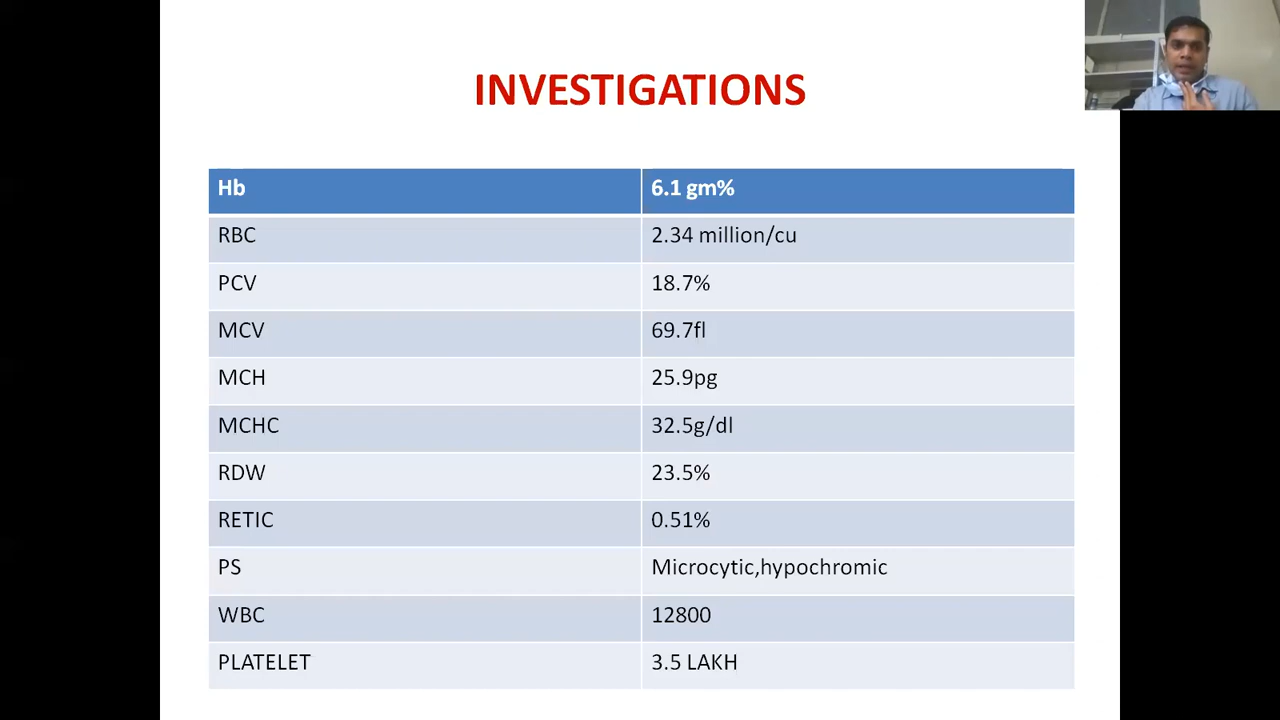 INVESTIGATIONS
Hb 6.1 gm%
RBC 2.34 million/cu
PCV 18.7%
MCV 69.7fl
MCH 25.9pg
MCHC 32.5g/dl
RDW 23.5%
RETIC 0.51%
PS Microcytic,hypochromic
WBC 12800
PLATELET 3.5 LAKH